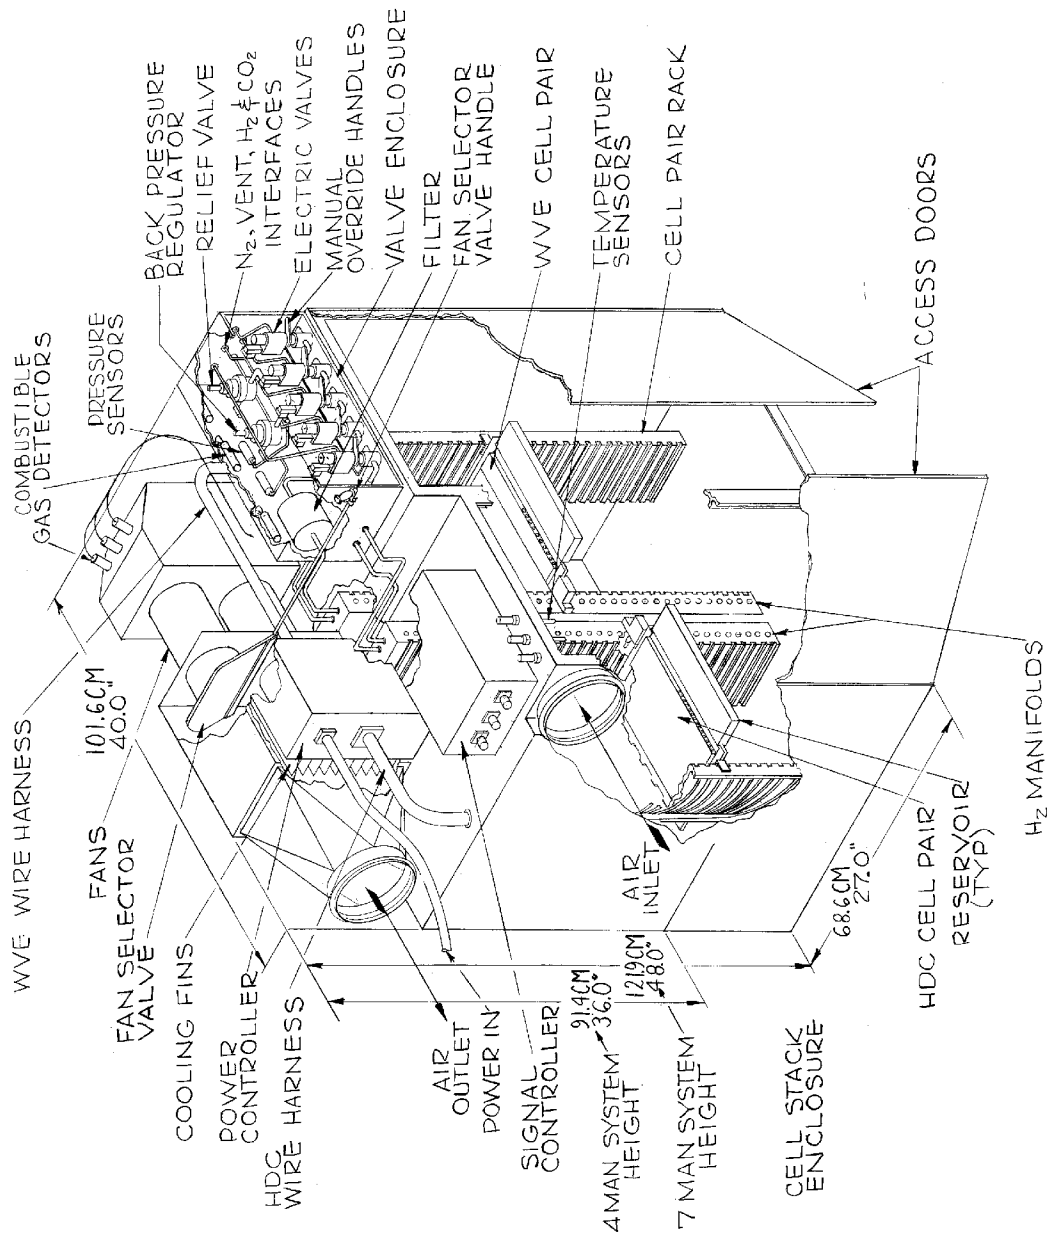 WVE WIRE HARNESS
101.6CM
40.0"
FANS
FAN SELECTOR
VALVE
COOLING FINS
POWER
CONTROLLER
HDC
WIRE HARNESS
AIR
OUTLET
POWER IN
SIGNAL
CONTROLLER
91.4CM
36.0"
4 MAN SYSTEM
HEIGHT
121.9CM
48.0"
7 MAN SYSTEM
HEIGHT
CELL STACK
ENCLOSURE
COMBUSTIBLE
GAS DETECTORS
PRESSURE
SENSORS
BACK PRESSURE
REGULATOR
RELIEF VALVE
N2, VENT, H2 & CO2
INTERFACES
ELECTRIC VALVES
MANUAL
OVERRIDE HANDLES
VALVE ENCLOSURE
FILTER
FAN SELECTOR
VALVE HANDLE
WVE CELL PAIR
TEMPERATURE
SENSORS
CELL PAIR RACK
ACCESS DOORS
AIR
INLET
68.6CM
27.0"
HDC CELL PAIR
RESERVOIR
(TYP)
H2 MANIFOLDS